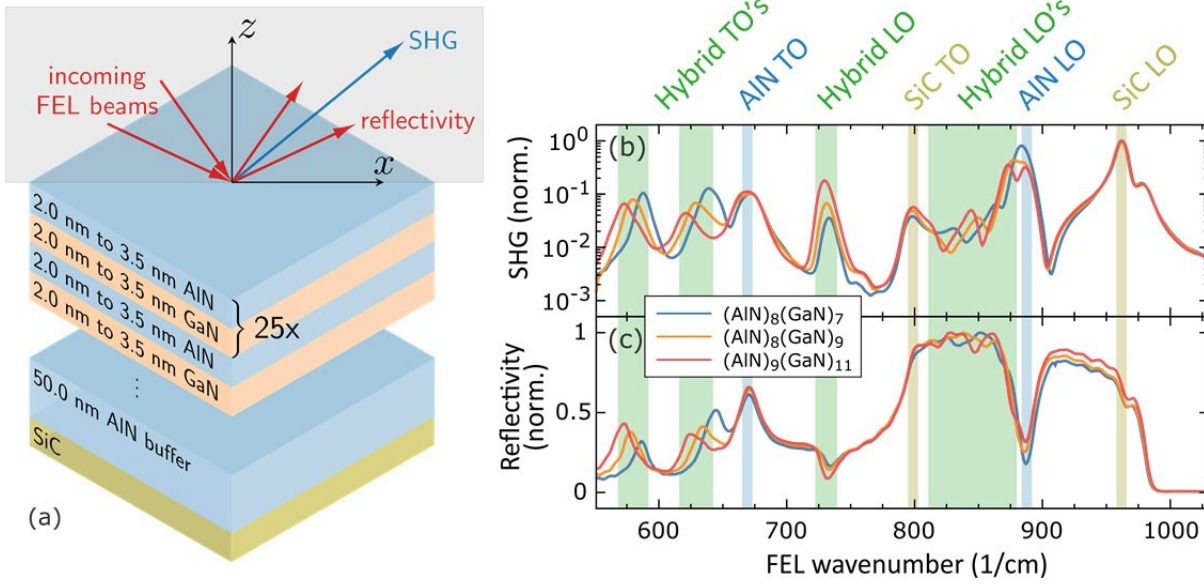 z
SHG
incoming
FEL beams
reflectivity
x
2.0 nm to 3.5 nm AlN
2.0 nm to 3.5 nm GaN
2.0 nm to 3.5 nm AlN
2.0 nm to 3.5 nm GaN
} 25x
⋮
50.0 nm AlN buffer
SiC
(a)
Hybrid TO's
AlN TO
Hybrid LO
SiC TO
Hybrid LO's
AlN LO
SiC LO
SHG (norm.)
10⁰
10⁻¹
10⁻²
10⁻³
(b)
(AlN)₈(GaN)₇
(AlN)₈(GaN)₉
(AlN)₉(GaN)₁₁
(c)
Reflectivity
(norm.)
1
0.5
0
600 700 800 900 1000
FEL wavenumber (1/cm)